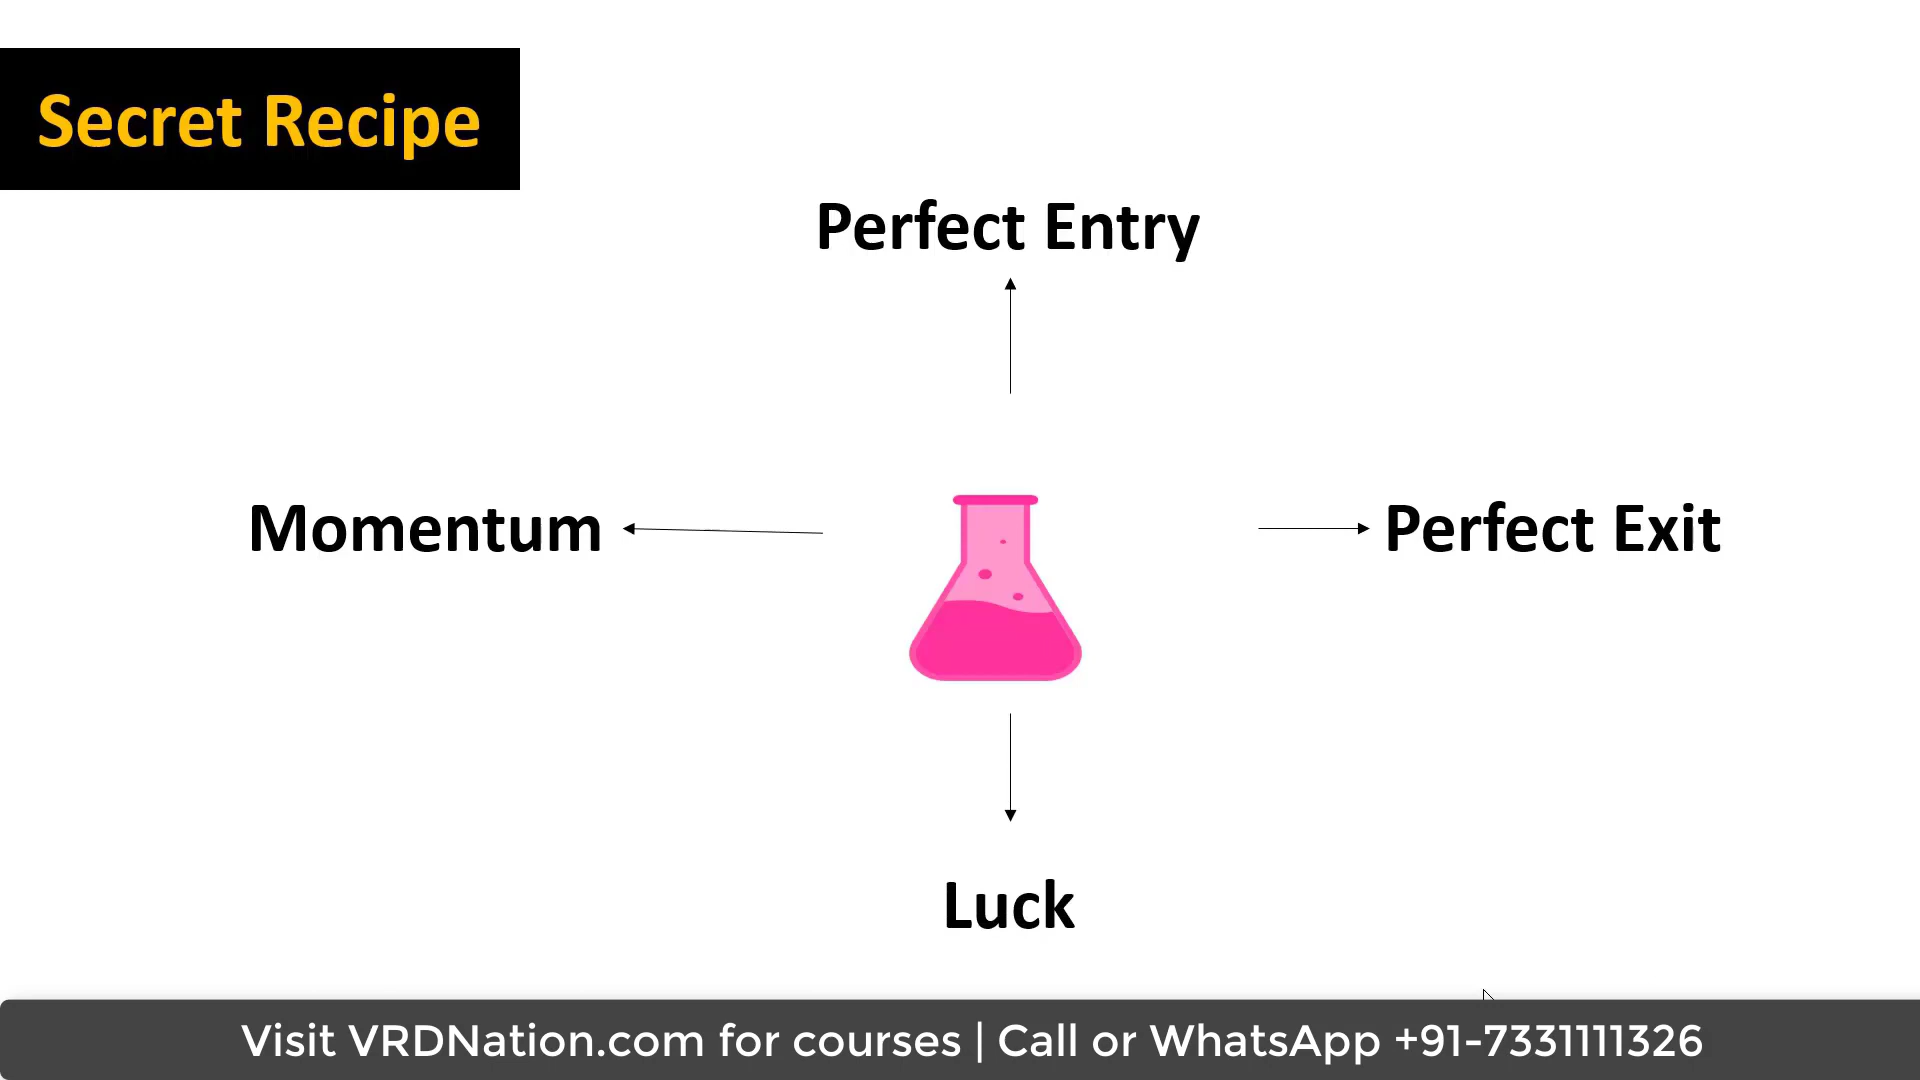 Secret Recipe
Perfect Entry
Momentum
Perfect Exit
Luck
Visit VRDNation.com for courses | Call or WhatsApp +91-7331111326